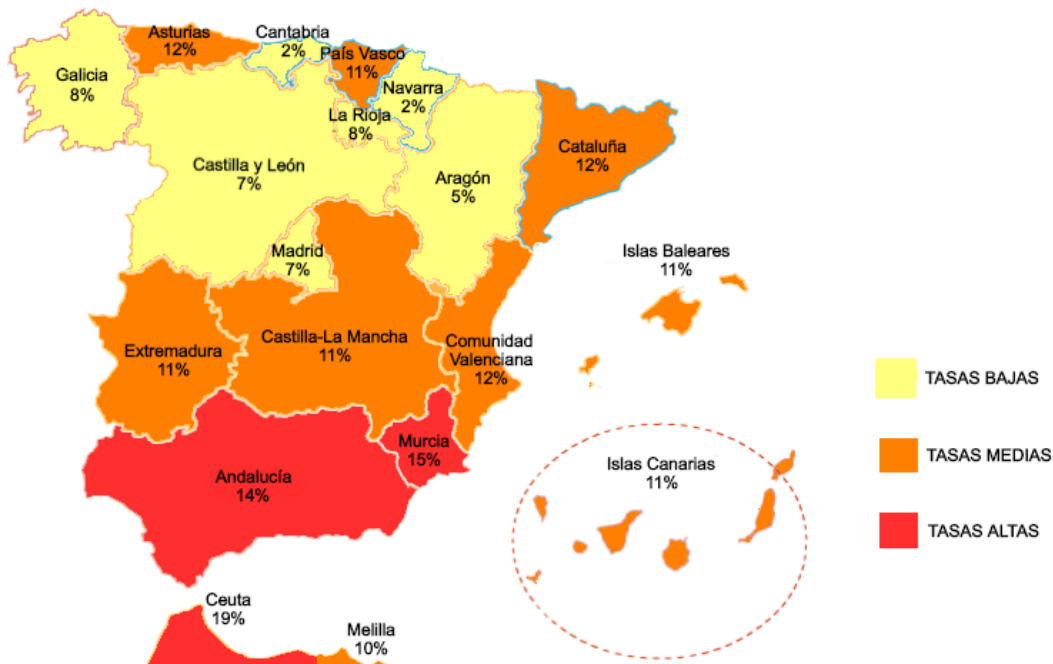 Asturias
12%
Cantabria
2%
País Vasco
11%
Galicia
8%
Navarra
2%
La Rioja
8%
Cataluña
12%
Castilla y León
7%
Aragón
5%
Madrid
7%
Islas Baleares
11%
Extremadura
11%
Castilla-La Mancha
11%
Comunidad
Valenciana
12%
TASAS BAJAS
Murcia
15%
TASAS MEDIAS
Andalucía
14%
Islas Canarias
11%
TASAS ALTAS
Ceuta
19%
Melilla
10%